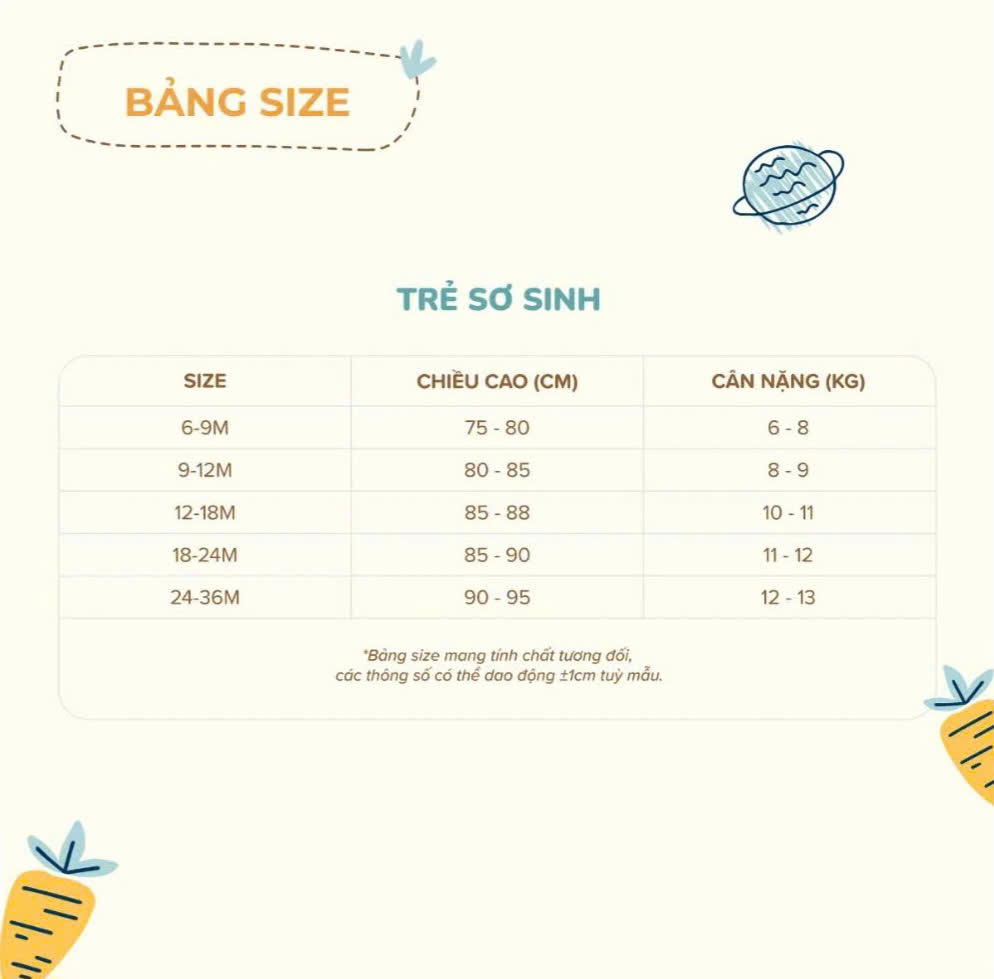 BẢNG SIZE
TRẺ SƠ SINH
SIZE CHIỀU CAO (CM) CÂN NẶNG (KG)
6-9M 75 - 80 6 - 8
9-12M 80 - 85 8 - 9
12-18M 85 - 88 10 - 11
18-24M 85 - 90 11 - 12
24-36M 90 - 95 12 - 13
*Bảng size mang tính chất tương đối,
các thông số có thể dao động ±1cm tuỳ mẫu.